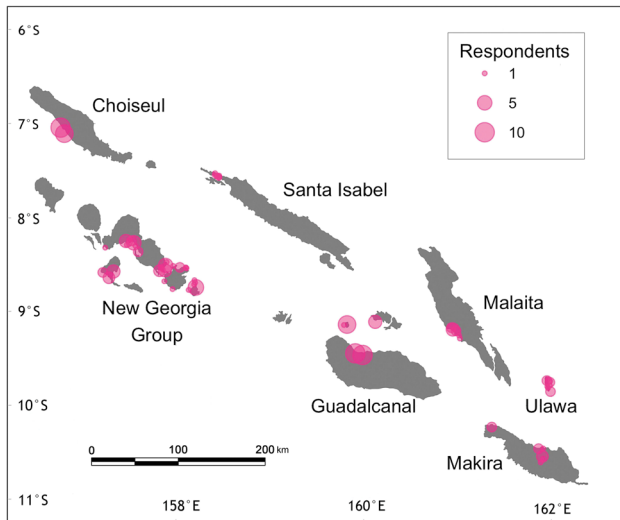 6°S
Respondents
1
Choiseul
5
7°S
10
Santa Isabel
8°S
9°S
New Georgia
Group
Malaita
10°S
Guadalcanal
Ulawa
0
100
200 km
Makira
11°S
158°E
160°E
162°E